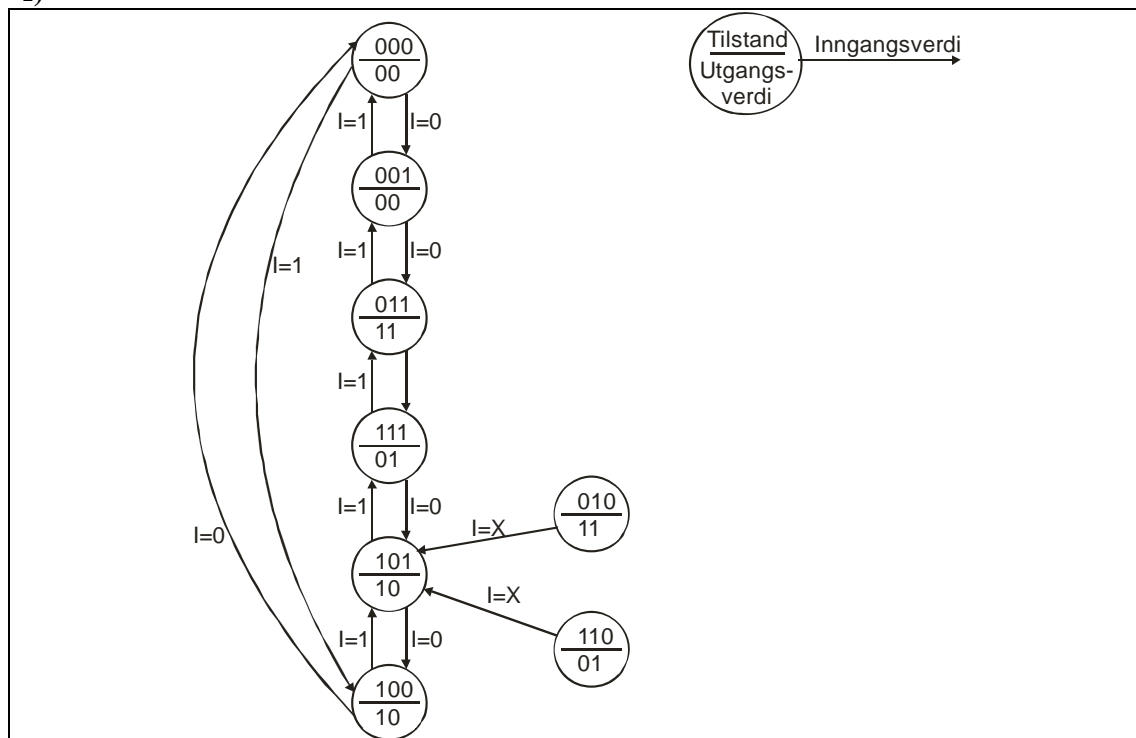 000
00
Tilstand
Utgangs-
verdi
Inngangsverdi
I=1
I=0
001
00
I=1
I=0
I=1
011
11
I=1
111
01
I=1
I=0
010
11
I=X
I=0
101
10
I=X
I=1
I=0
110
01
100
10